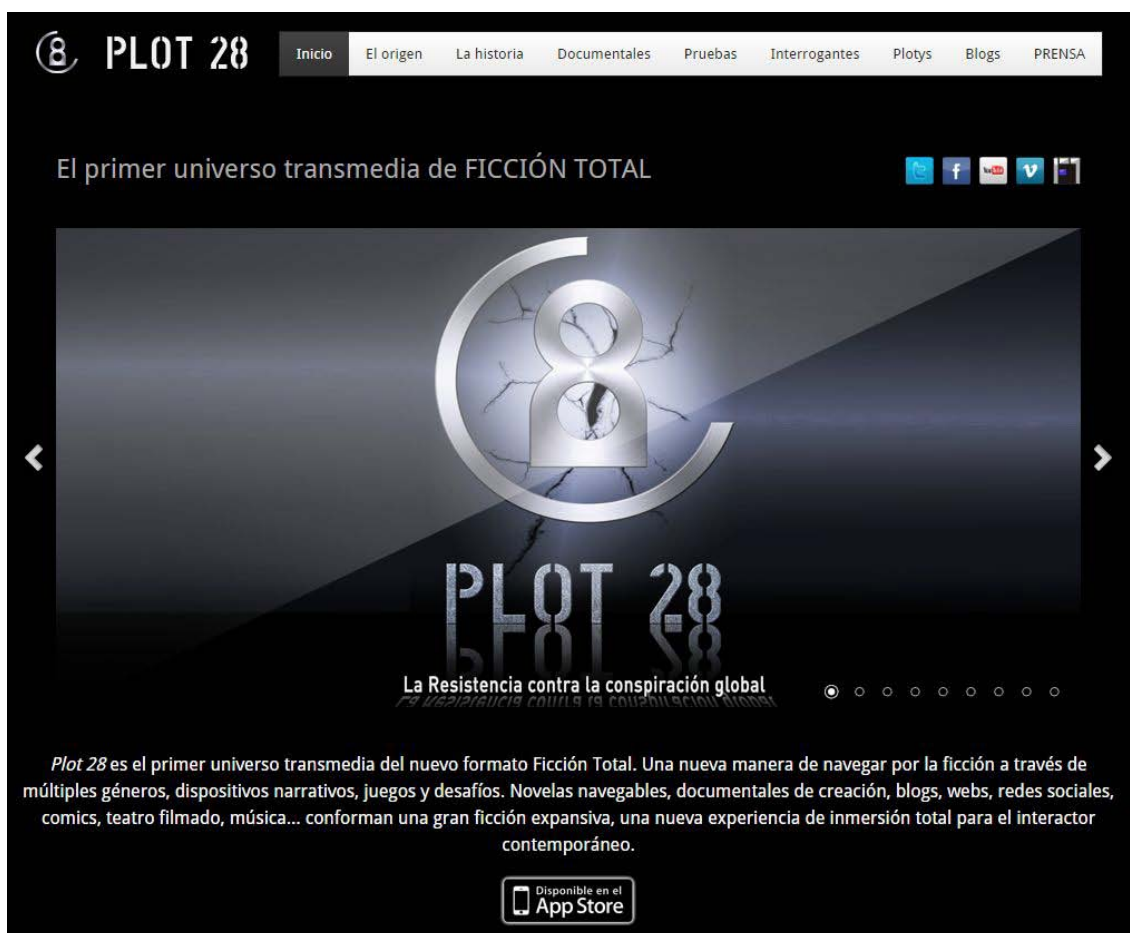 8 PLOT 28
Inicio El origen La historia Documentales Pruebas Interrogantes Plotys Blogs PRENSA
El primer universo transmedia de FICCIÓN TOTAL
8
PLOT 28
La Resistencia contra la conspiración global
Plot 28 es el primer universo transmedia del nuevo formato Ficción Total. Una nueva manera de navegar por la ficción a través de
múltiples géneros, dispositivos narrativos, juegos y desafíos. Novelas navegables, documentales de creación, blogs, webs, redes sociales,
comics, teatro filmado, música... conforman una gran ficción expansiva, una nueva experiencia de inmersión total para el interactor
contemporáneo.
Disponible en el
App Store